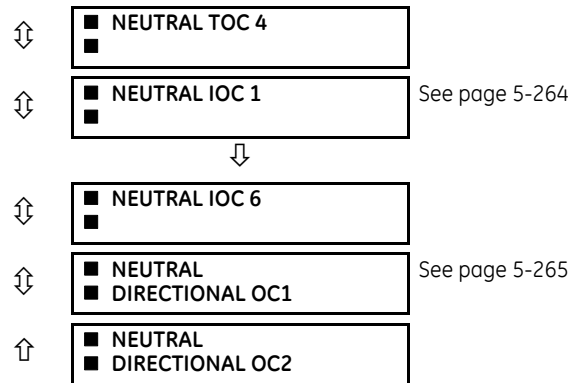 ■ NEUTRAL TOC 4
■
■ NEUTRAL IOC 1 See page 5-264
■
■ NEUTRAL IOC 6
■
■ NEUTRAL See page 5-265
■ DIRECTIONAL OC1
■ NEUTRAL
■ DIRECTIONAL OC2